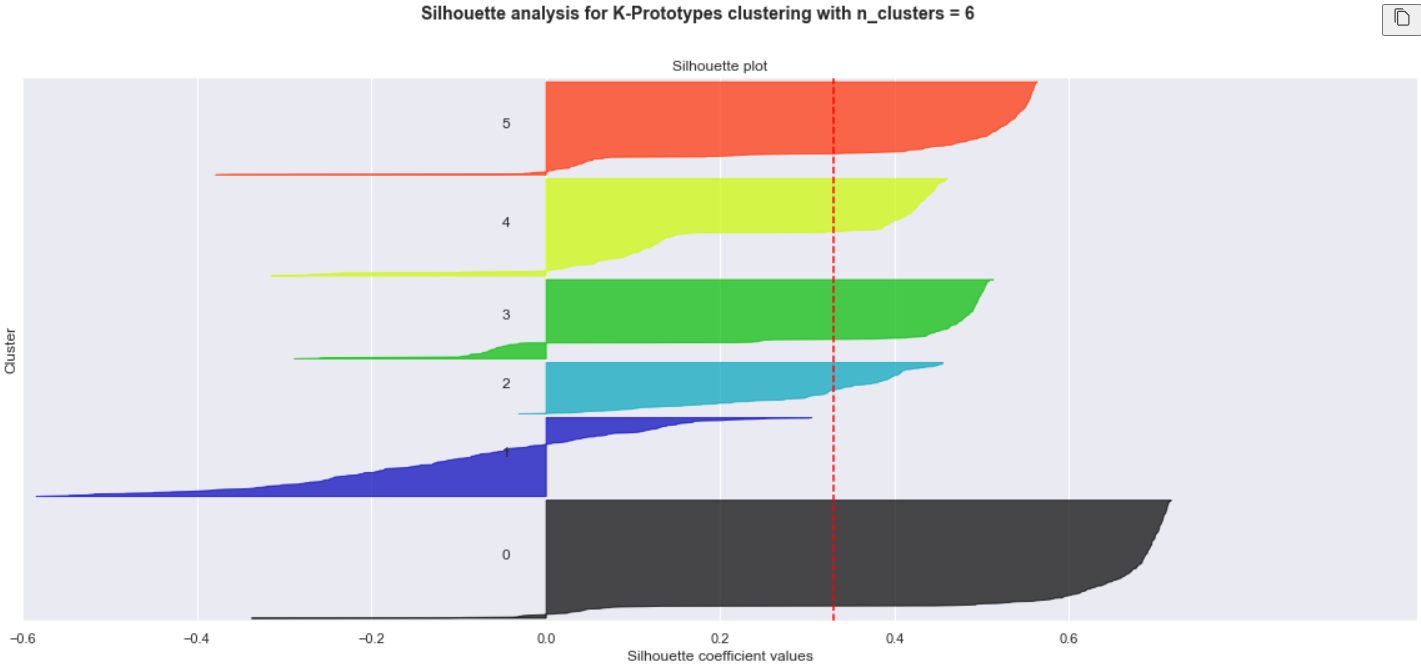 Silhouette analysis for K-Prototypes clustering with n_clusters = 6
Silhouette plot
5
4
3
2
1
0
Cluster
−0.6 −0.4 −0.2 0.0 0.2 0.4 0.6
Silhouette coefficient values